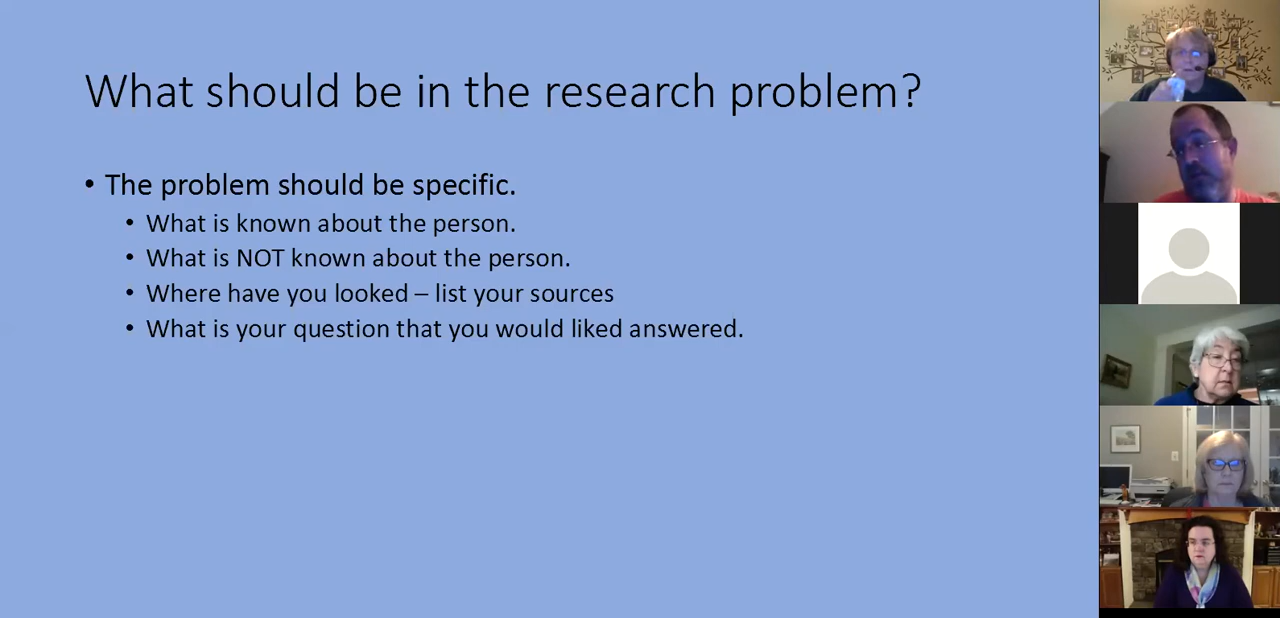 What should be in the research problem?
• The problem should be specific.
• What is known about the person.
• What is NOT known about the person.
• Where have you looked – list your sources
• What is your question that you would liked answered.